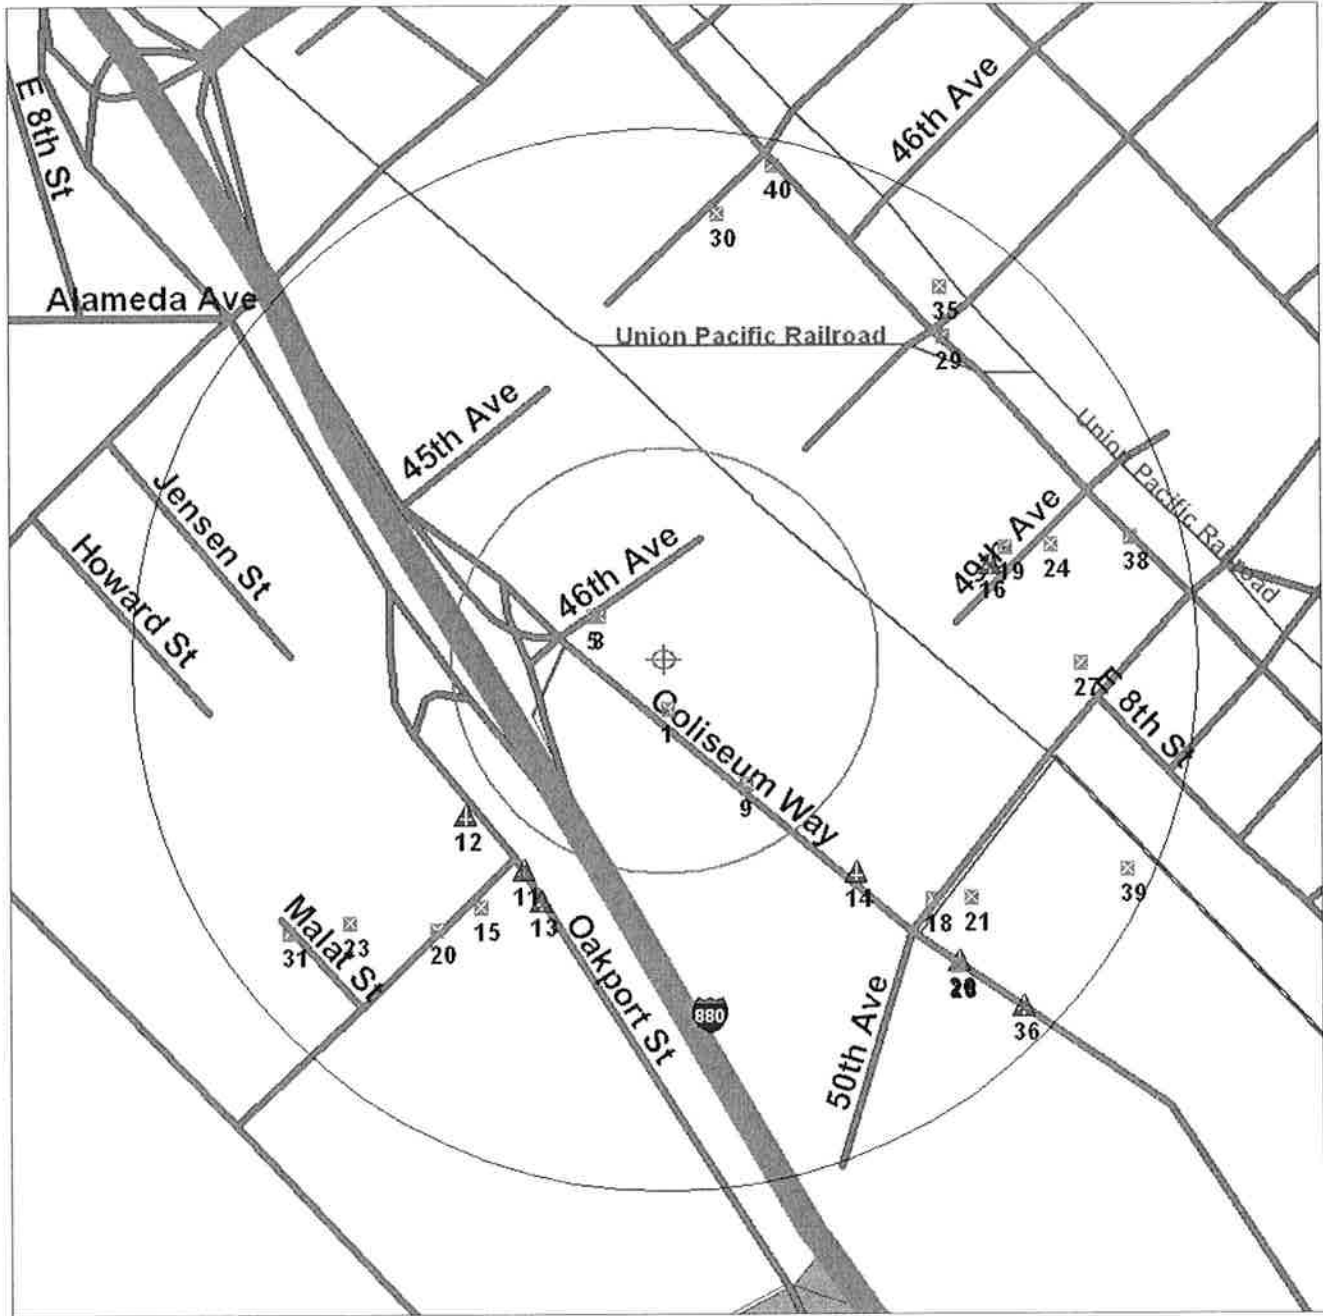 46th Ave
E 8th St
40
30
Alameda Ave
35
Union Pacific Railroad
29
45th Ave
Union Pacific Railroad
Jensen St
49th Ave
38
19
24
16
Howard St
46th Ave
27
E 8th St
Coliseum Way
1
9
12
14
39
11
18
21
13
15
Malat St
23
20
31
Oakport St
880
50th Ave
36